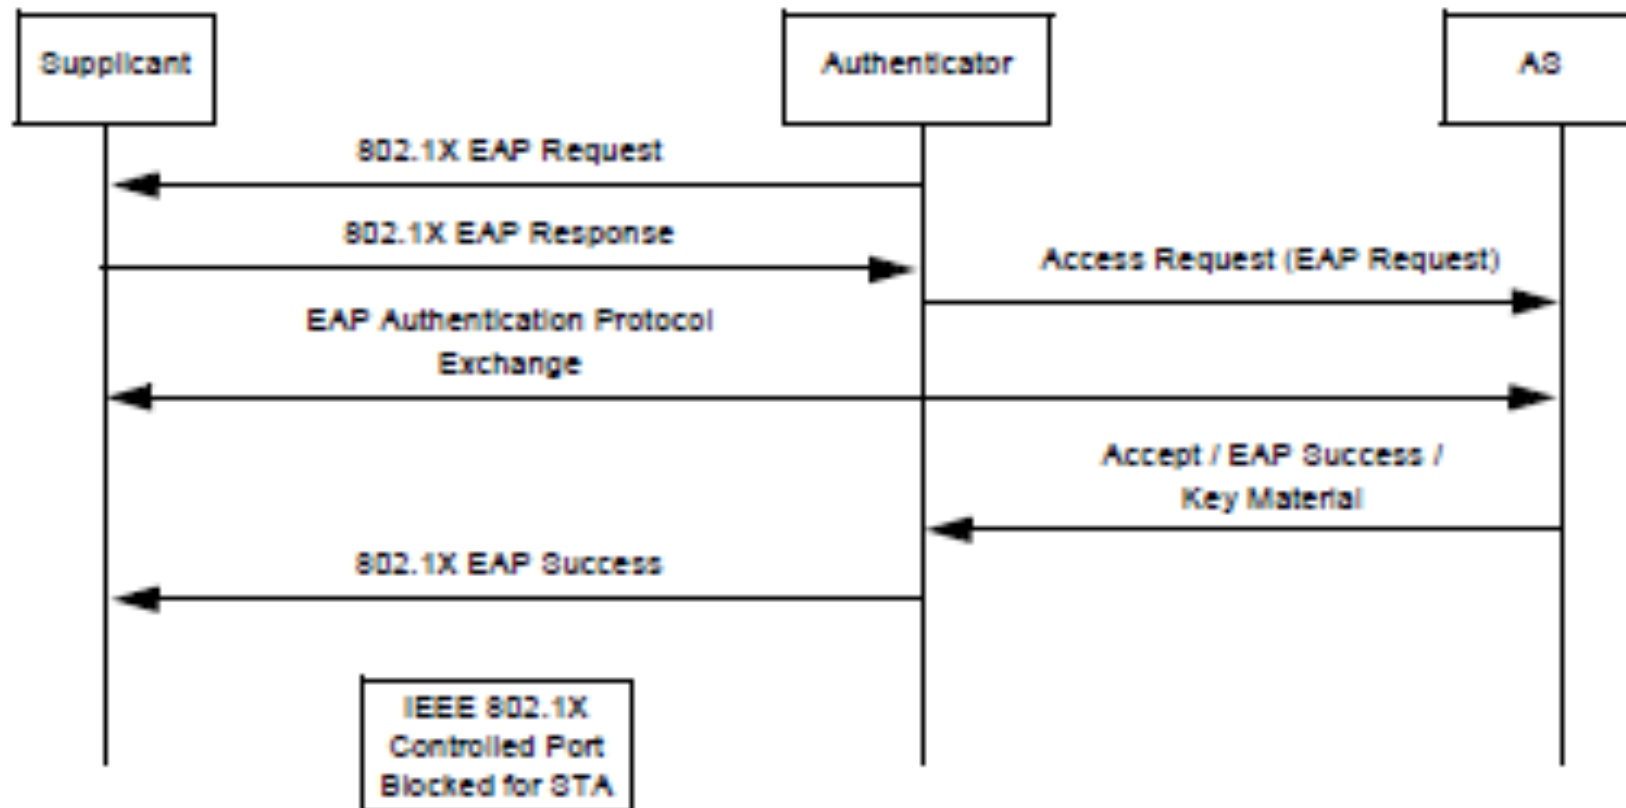 Supplicant
Authenticator
AS
802.1X EAP Request
802.1X EAP Response
Access Request (EAP Request)
EAP Authentication Protocol
Exchange
Accept / EAP Success /
Key Material
802.1X EAP Success
IEEE 802.1X
Controlled Port
Blocked for STA